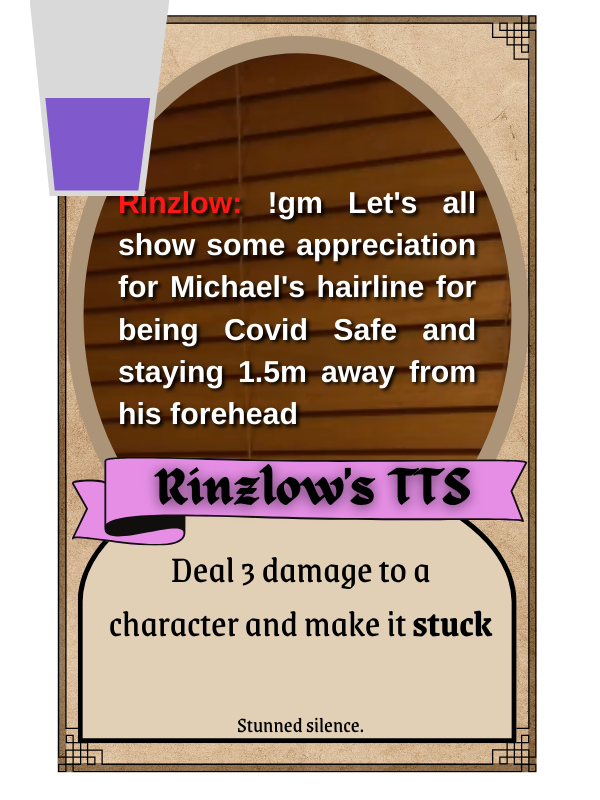 Rinzlow: !gm Let's all
show some appreciation
for Michael's hairline for
being Covid Safe and
staying 1.5m away from
his forehead
Rinzlow's TTS
Deal 3 damage to a
character and make it stuck
Stunned silence.